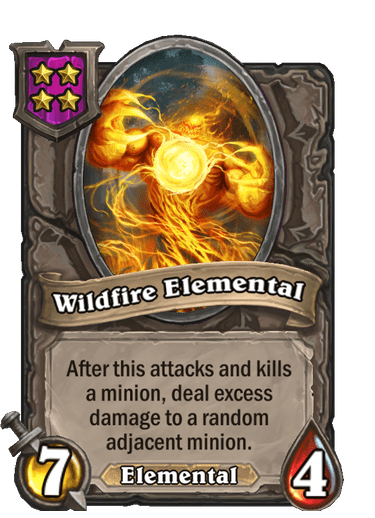 Wildfire Elemental
After this attacks and kills
a minion, deal excess
damage to a random
adjacent minion.
7
Elemental
4